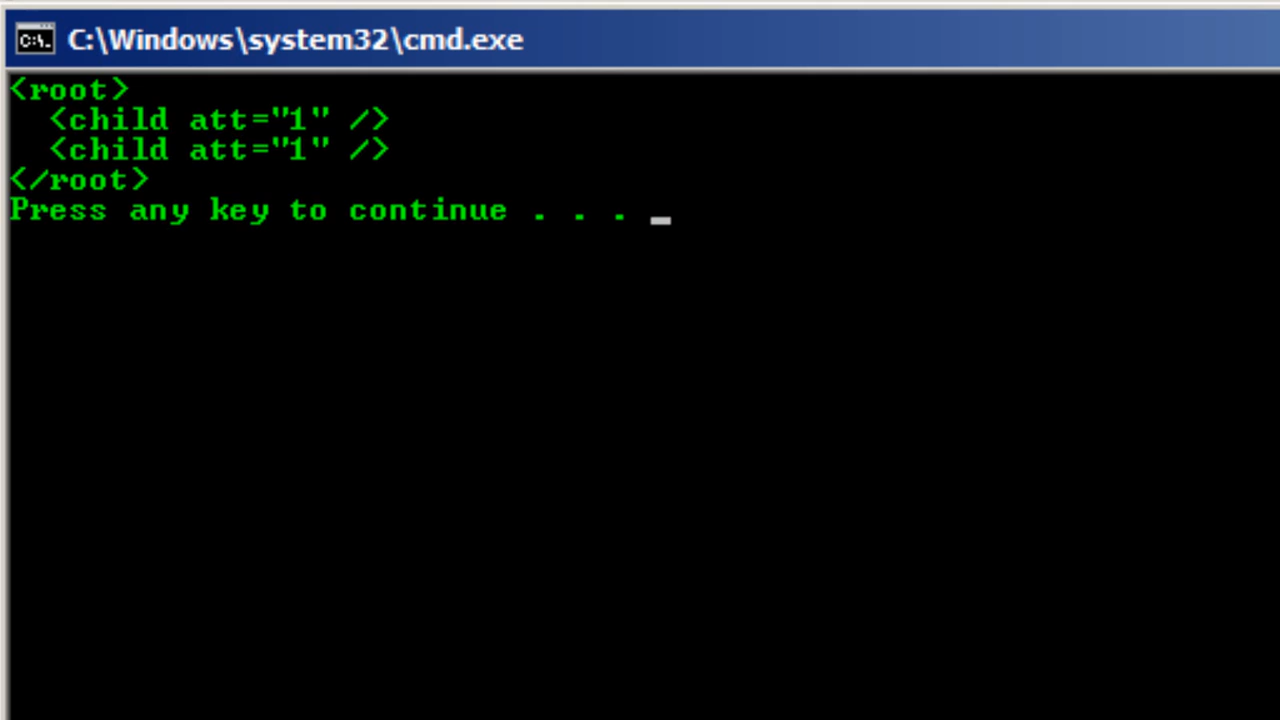 C:\Windows\system32\cmd.exe
<root>
  <child att="1" />
  <child att="1" />
</root>
Press any key to continue . . .